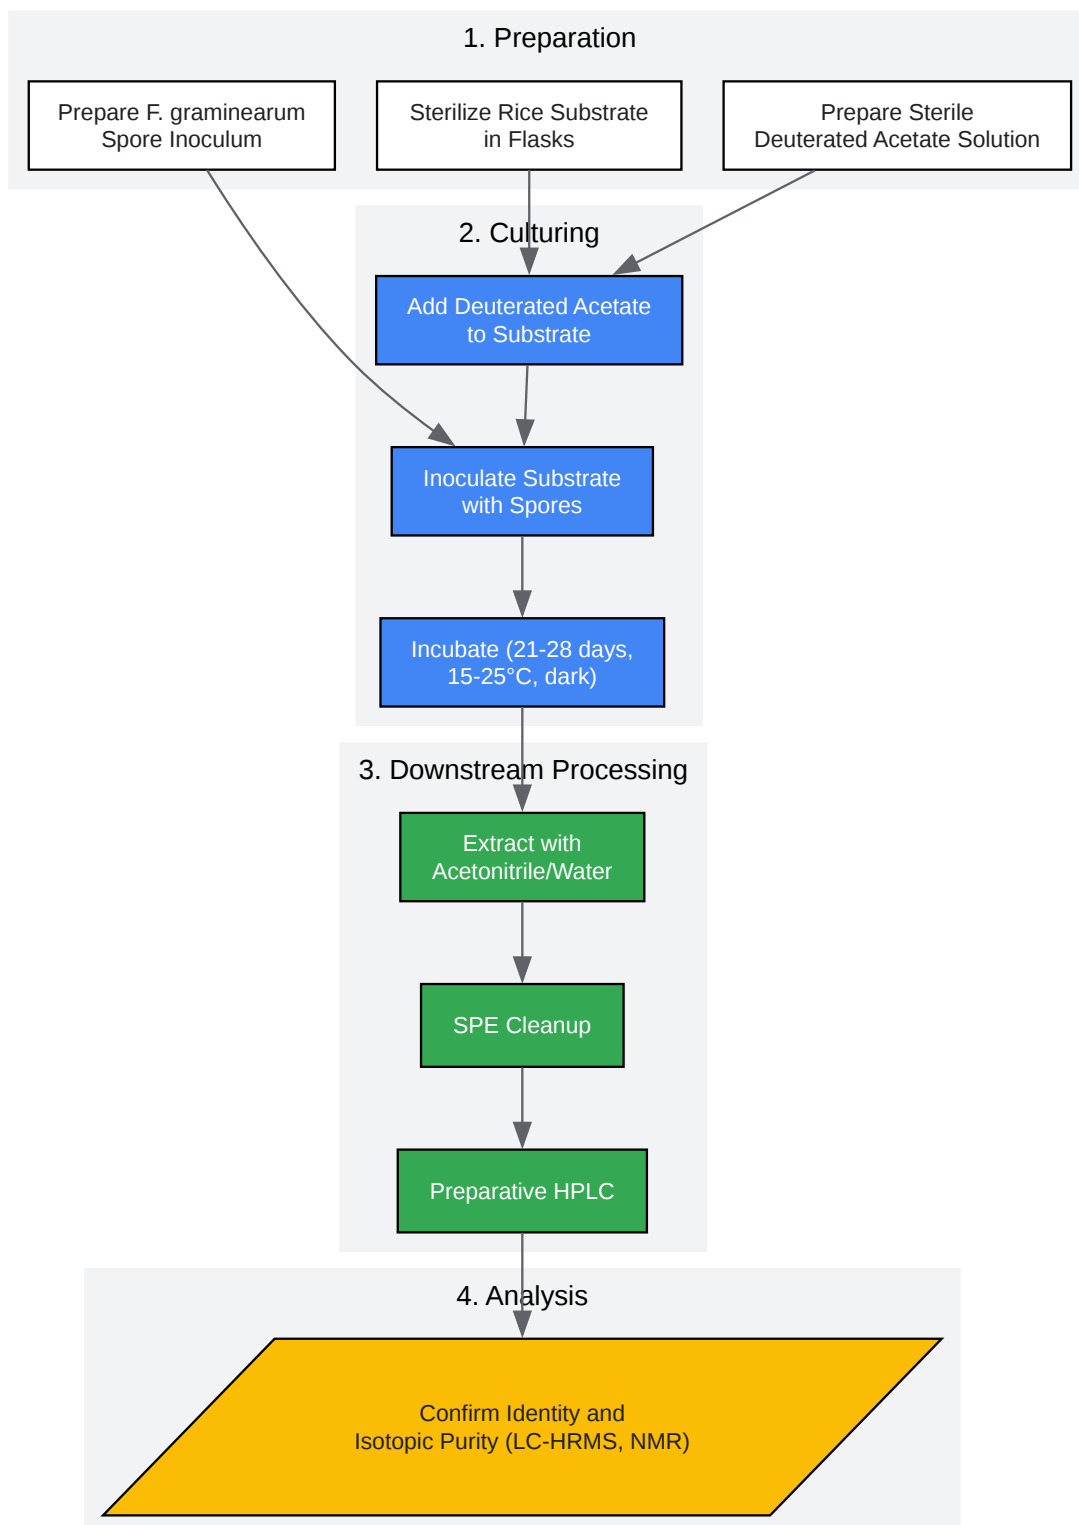 1. Preparation
Prepare F. graminearum
Spore Inoculum
Sterilize Rice Substrate
in Flasks
Prepare Sterile
Deuterated Acetate Solution
2. Culturing
Add Deuterated Acetate
to Substrate
Inoculate Substrate
with Spores
Incubate (21-28 days,
15-25°C, dark)
3. Downstream Processing
Extract with
Acetonitrile/Water
SPE Cleanup
Preparative HPLC
4. Analysis
Confirm Identity and
Isotopic Purity (LC-HRMS, NMR)